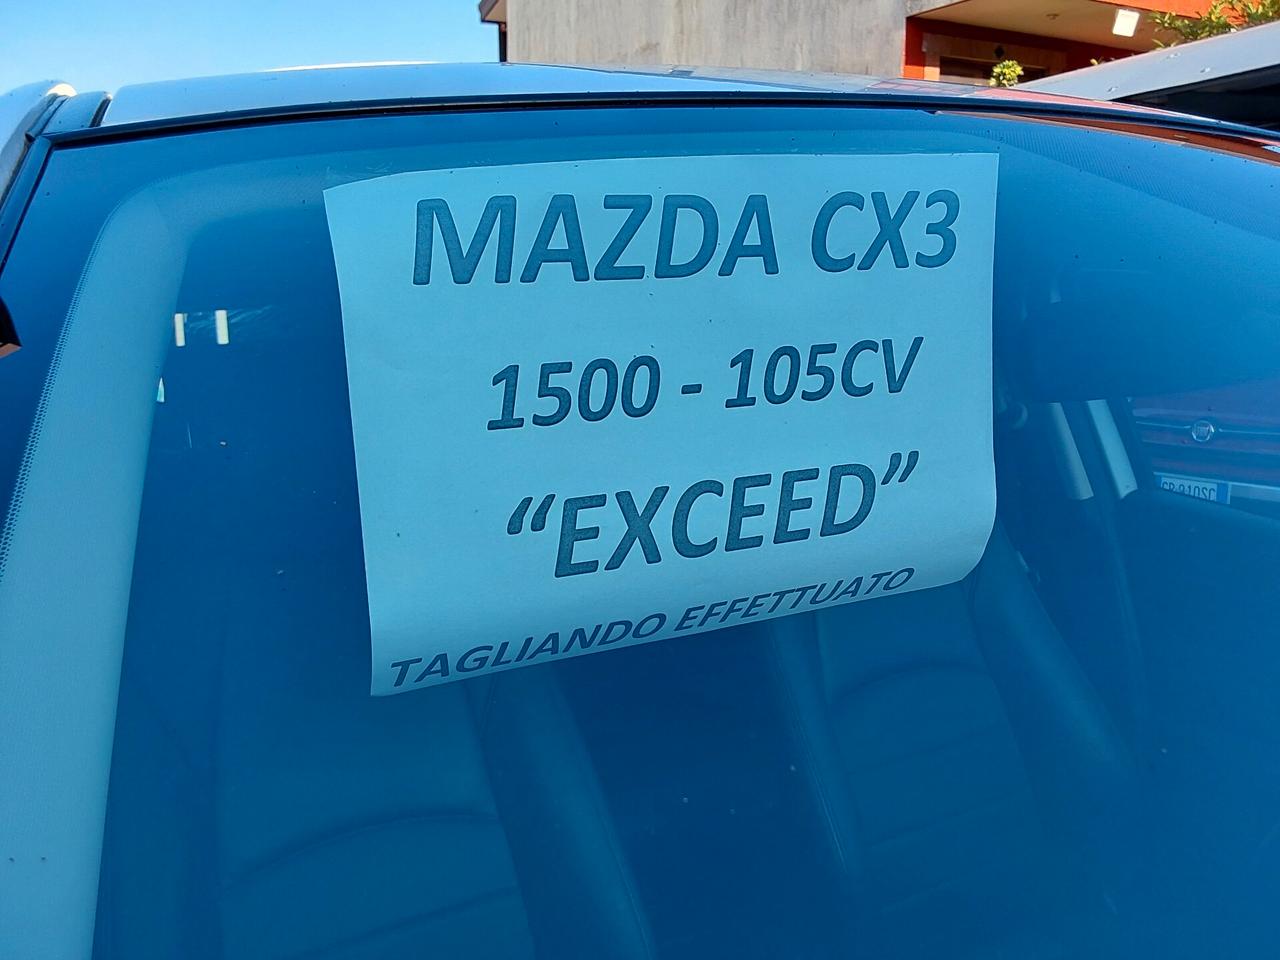 MAZDA CX3
1500 - 105CV
“EXCEED”
TAGLIANDO EFFETTUATO